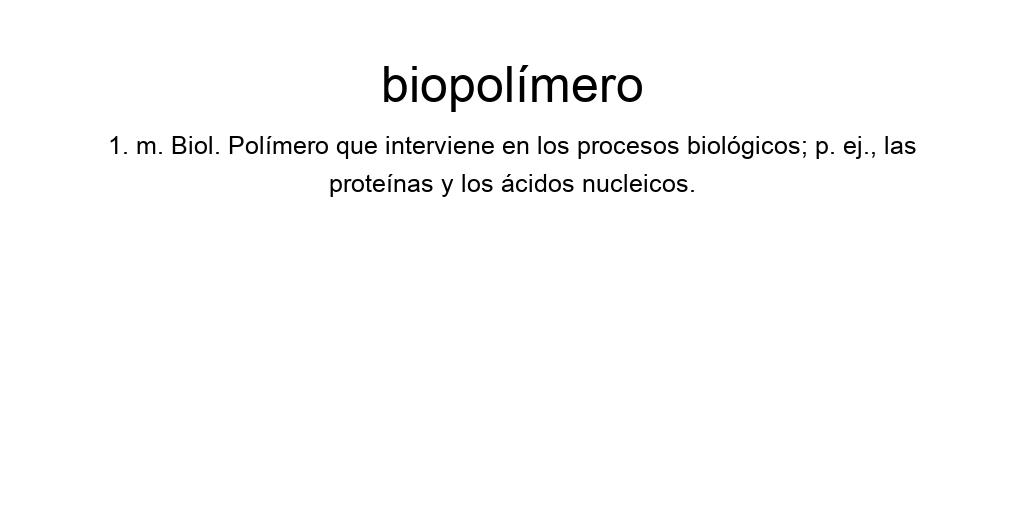 biopolímero
1. m. Biol. Polímero que interviene en los procesos biológicos; p. ej., las
proteínas y los ácidos nucleicos.